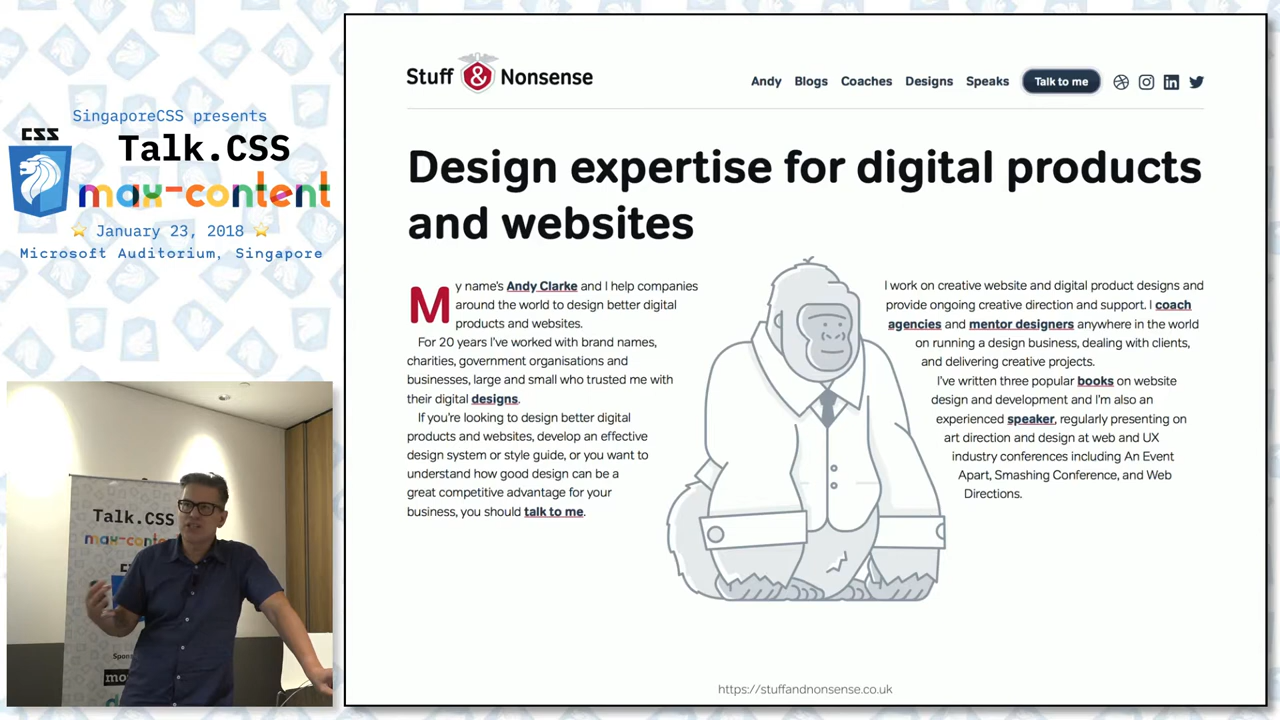 SingaporeCSS presents
CSS
Talk.CSS
max-content
January 23, 2018
Microsoft Auditorium, Singapore
Talk.CSS
max-conte
Stuff & Nonsense
Andy Blogs Coaches Designs Speaks Talk to me
Design expertise for digital products
and websites
My name's Andy Clarke and I help companies
around the world to design better digital
products and websites.
For 20 years I've worked with brand names,
charities, government organisations and
businesses, large and small who trusted me with
their digital designs.
If you're looking to design better digital
products and websites, develop an effective
design system or style guide, or you want to
understand how good design can be a
great competitive advantage for your
business, you should talk to me.
I work on creative website and digital product designs and
provide ongoing creative direction and support. I coach
agencies and mentor designers anywhere in the world
on running a design business, dealing with clients,
and delivering creative projects.
I've written three popular books on website
design and development and I'm also an
experienced speaker, regularly presenting on
art direction and design at web and UX
industry conferences including An Event
Apart, Smashing Conference, and Web
Directions.
https://stuffandnonsense.co.uk